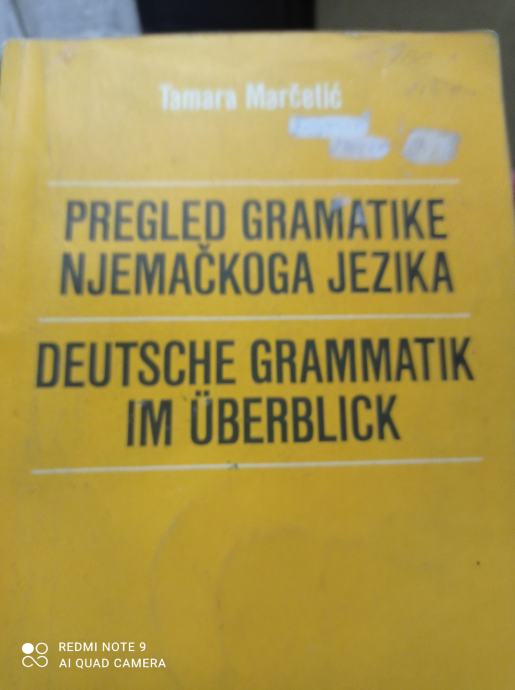 Tamara Marčetić
PREGLED GRAMATIKE
NJEMAČKOGA JEZIKA
DEUTSCHE GRAMMATIK
IM ÜBERBLICK
REDMI NOTE 9
AI QUAD CAMERA